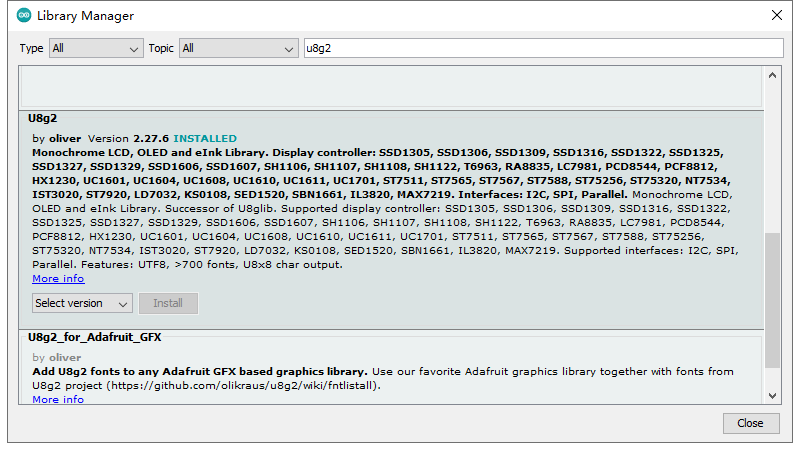 Library Manager
Type All Topic All u8g2
U8g2
by oliver Version 2.27.6 INSTALLED
Monochrome LCD, OLED and eInk Library. Display controller: SSD1305, SSD1306, SSD1309, SSD1316, SSD1322, SSD1325,
SSD1327, SSD1329, SSD1606, SSD1607, SH1106, SH1107, SH1108, SH1122, T6963, RA8835, LC7981, PCD8544, PCF8812,
HX1230, UC1601, UC1604, UC1608, UC1610, UC1611, UC1701, ST7511, ST7565, ST7567, ST7588, ST75256, ST75320, NT7534,
IST3020, ST7920, LD7032, KS0108, SED1520, SBN1661, IL3820, MAX7219. Interfaces: I2C, SPI, Parallel. Monochrome LCD,
OLED and eInk Library. Successor of U8glib. Supported display controller: SSD1305, SSD1306, SSD1309, SSD1316, SSD1322,
SSD1325, SSD1327, SSD1329, SSD1606, SSD1607, SH1106, SH1107, SH1108, SH1122, T6963, RA8835, LC7981, PCD8544,
PCF8812, HX1230, UC1601, UC1604, UC1608, UC1610, UC1611, UC1701, ST7511, ST7565, ST7567, ST7588, ST75256,
ST75320, NT7534, IST3020, ST7920, LD7032, KS0108, SED1520, SBN1661, IL3820, MAX7219. Supported interfaces: I2C, SPI,
Parallel. Features: UTF8, >700 fonts, U8x8 char output.
More info
Select version Install
U8g2_for_Adafruit_GFX
by oliver
Add U8g2 fonts to any Adafruit GFX based graphics library. Use our favorite Adafruit graphics library together with fonts from
U8g2 project (https://github.com/olikraus/u8g2/wiki/fntlistall).
More info
Close